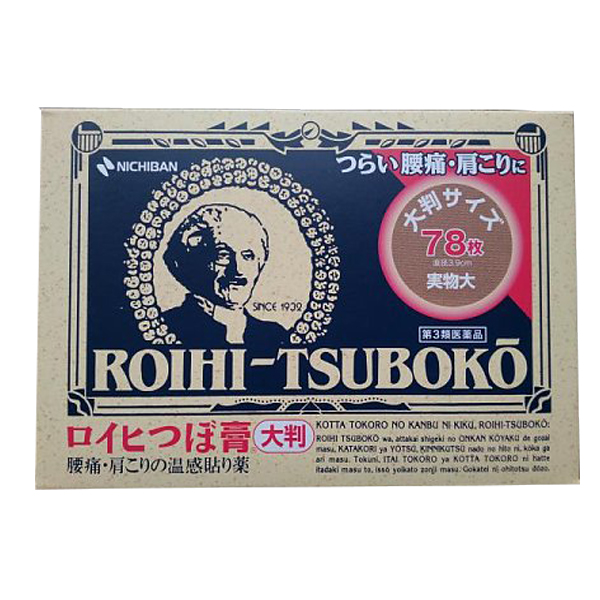 NICHIBAN
つらい腰痛・肩こりに
大判サイズ
78枚
直径3.9cm
実物大
SINCE 1932
第3類医薬品
ROIHI-TSUBOKŌ
ロイヒつぼ膏 大判
腰痛・肩こりの温感貼り薬
KOTTA TOKORO NO KANBU NI KIKU, ROIHI-TSUBOKŌ:
ROIHI TSUBOKŌ wa, attakai shigeki no ONKAN KŌYAKU de gozai
masu, KATAKORI ya YŌTSŪ, KINNIKUTSŪ nado no hito ni, kōka ga
ari masu. Tokuni, ITAI TOKORO ya KOTTA TOKORO ni hatte
itadaki masu to, issō yoikato zonji masu. Gokatei ni ohitotsu dōzo.